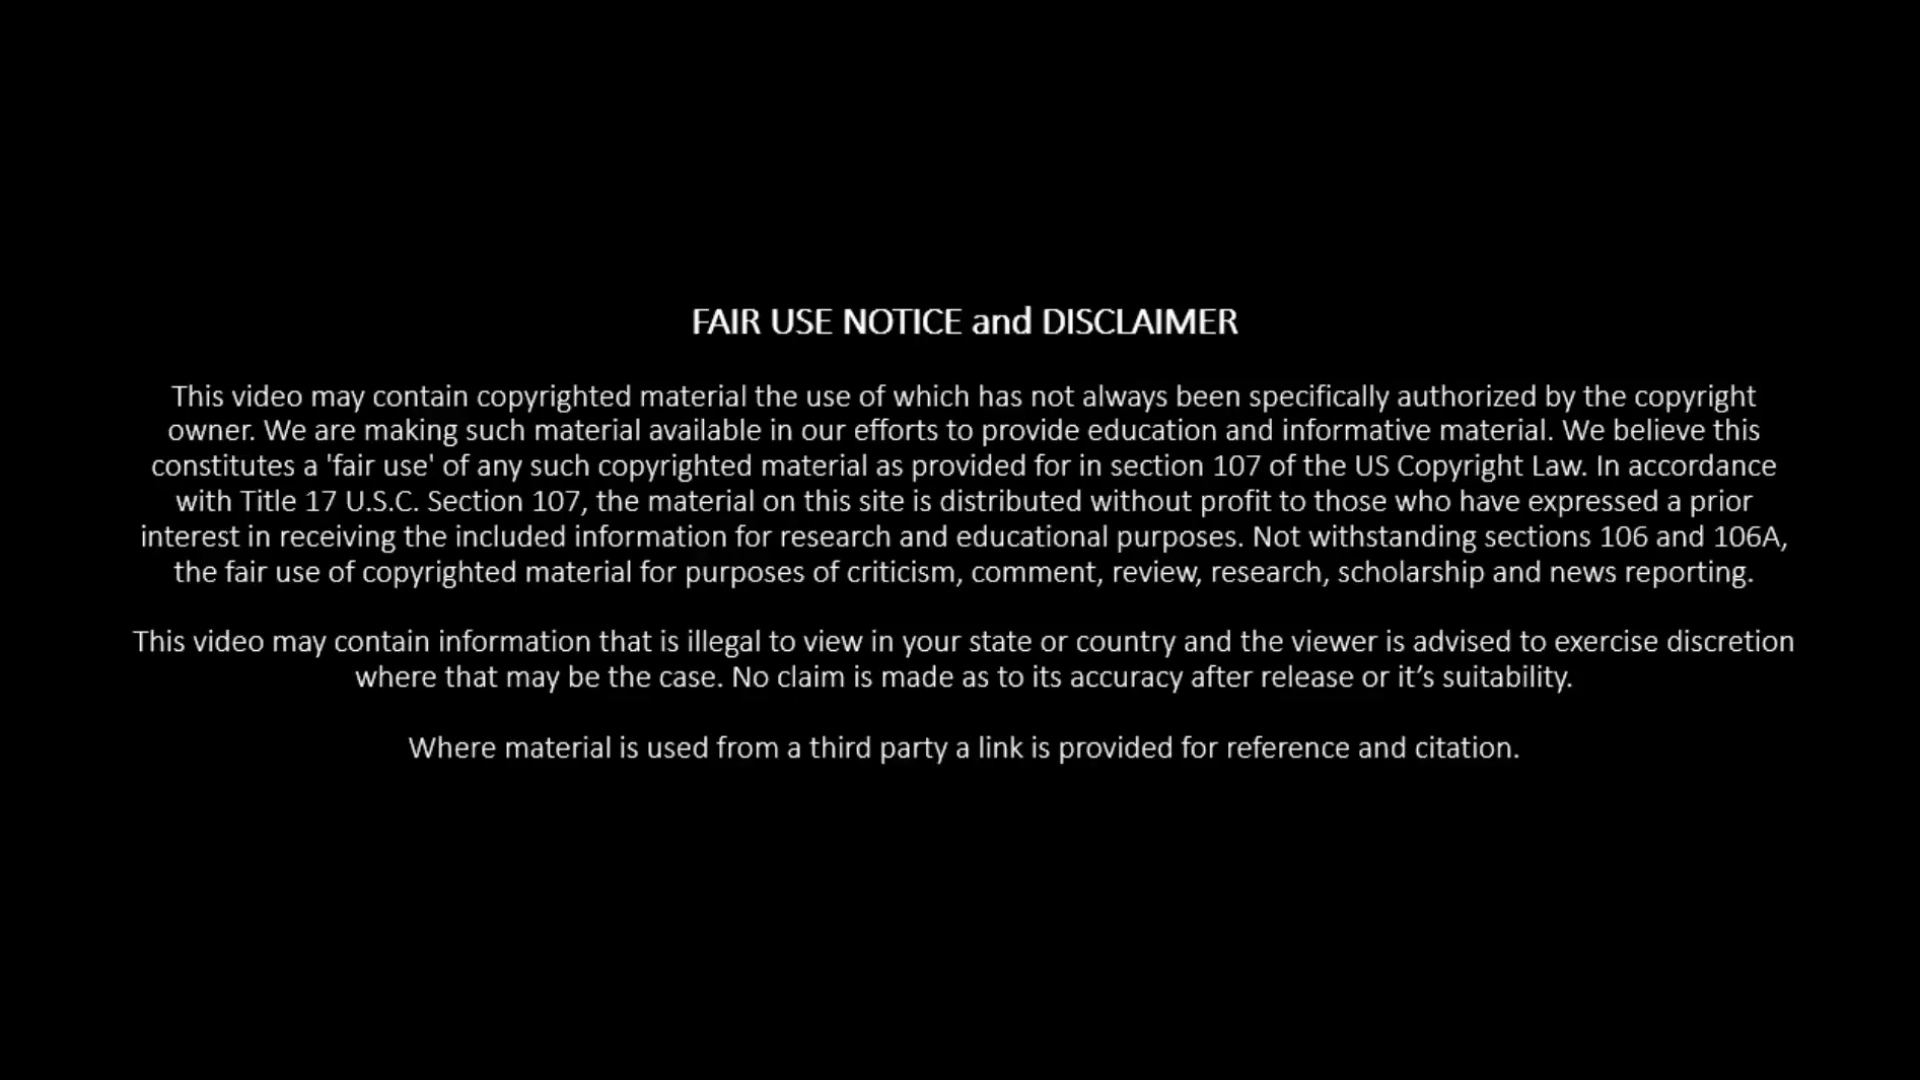 FAIR USE NOTICE and DISCLAIMER
This video may contain copyrighted material the use of which has not always been specifically authorized by the copyright
owner. We are making such material available in our efforts to provide education and informative material. We believe this
constitutes a 'fair use' of any such copyrighted material as provided for in section 107 of the US Copyright Law. In accordance
with Title 17 U.S.C. Section 107, the material on this site is distributed without profit to those who have expressed a prior
interest in receiving the included information for research and educational purposes. Not withstanding sections 106 and 106A,
the fair use of copyrighted material for purposes of criticism, comment, review, research, scholarship and news reporting.
This video may contain information that is illegal to view in your state or country and the viewer is advised to exercise discretion
where that may be the case. No claim is made as to its accuracy after release or it’s suitability.
Where material is used from a third party a link is provided for reference and citation.